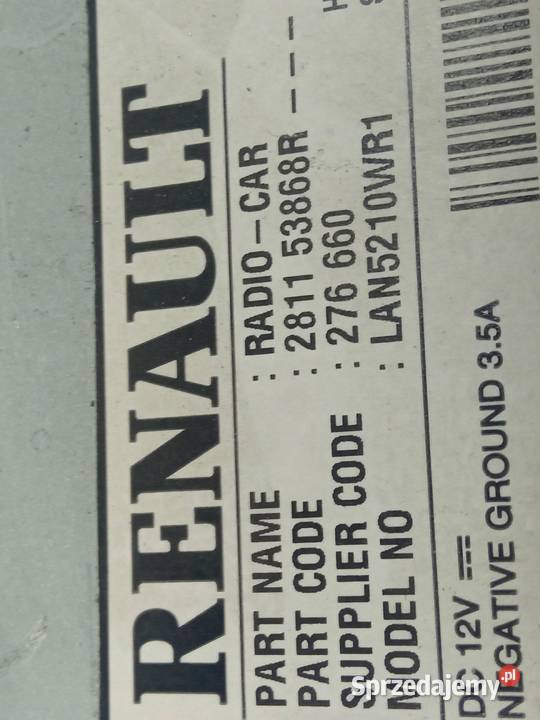 RENAULT
PART NAME : RADIO-CAR
PART CODE : 2811 53868R ---
SUPPLIER CODE : 276 660
MODEL NO : LAN5210WR1
DC 12V ⎓
NEGATIVE GROUND 3.5A
Sprzedajemy.pl